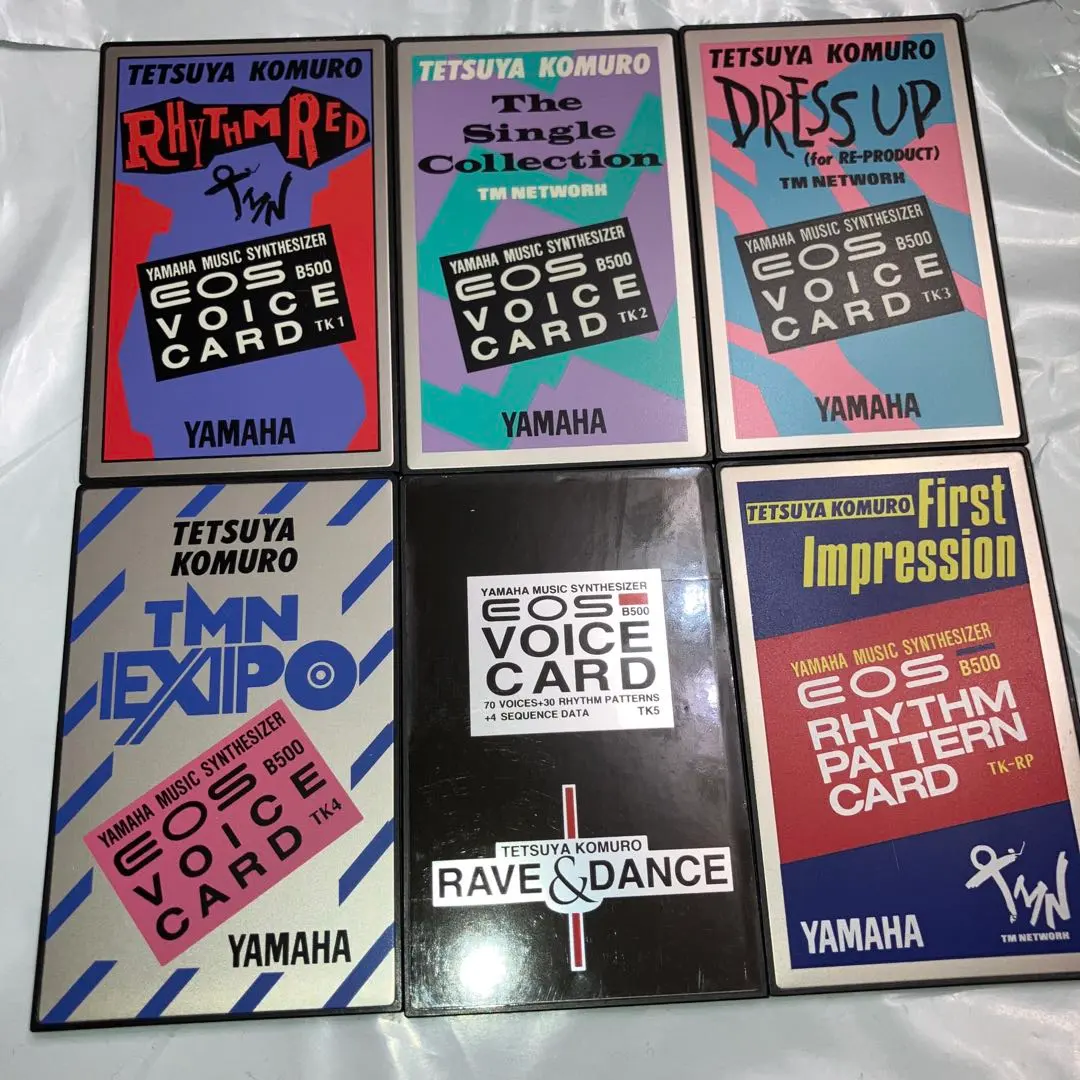 TETSUYA KOMURO
RHYTHM RED
TMN
YAMAHA MUSIC SYNTHESIZER
EOS B500
VOICE
CARD TK1
YAMAHA
TETSUYA KOMURO
The
Single
Collection
TM NETWORK
YAMAHA MUSIC SYNTHESIZER
EOS B500
VOICE
CARD TK2
YAMAHA
TETSUYA KOMURO
DRESS UP
(for RE-PRODUCT)
TM NETWORK
YAMAHA MUSIC SYNTHESIZER
EOS B500
VOICE
CARD TK3
YAMAHA
TETSUYA
KOMURO
TMN
EXPO
YAMAHA MUSIC SYNTHESIZER
EOS B500
VOICE
CARD TK4
YAMAHA
YAMAHA MUSIC SYNTHESIZER
EOS B500
VOICE
CARD
70 VOICES+30 RHYTHM PATTERNS
+4 SEQUENCE DATA TK5
TETSUYA KOMURO
RAVE & DANCE
TETSUYA KOMURO First
Impression
YAMAHA MUSIC SYNTHESIZER
EOS B500
RHYTHM
PATTERN
CARD TK-RP
YAMAHA
TMN
TM NETWORK